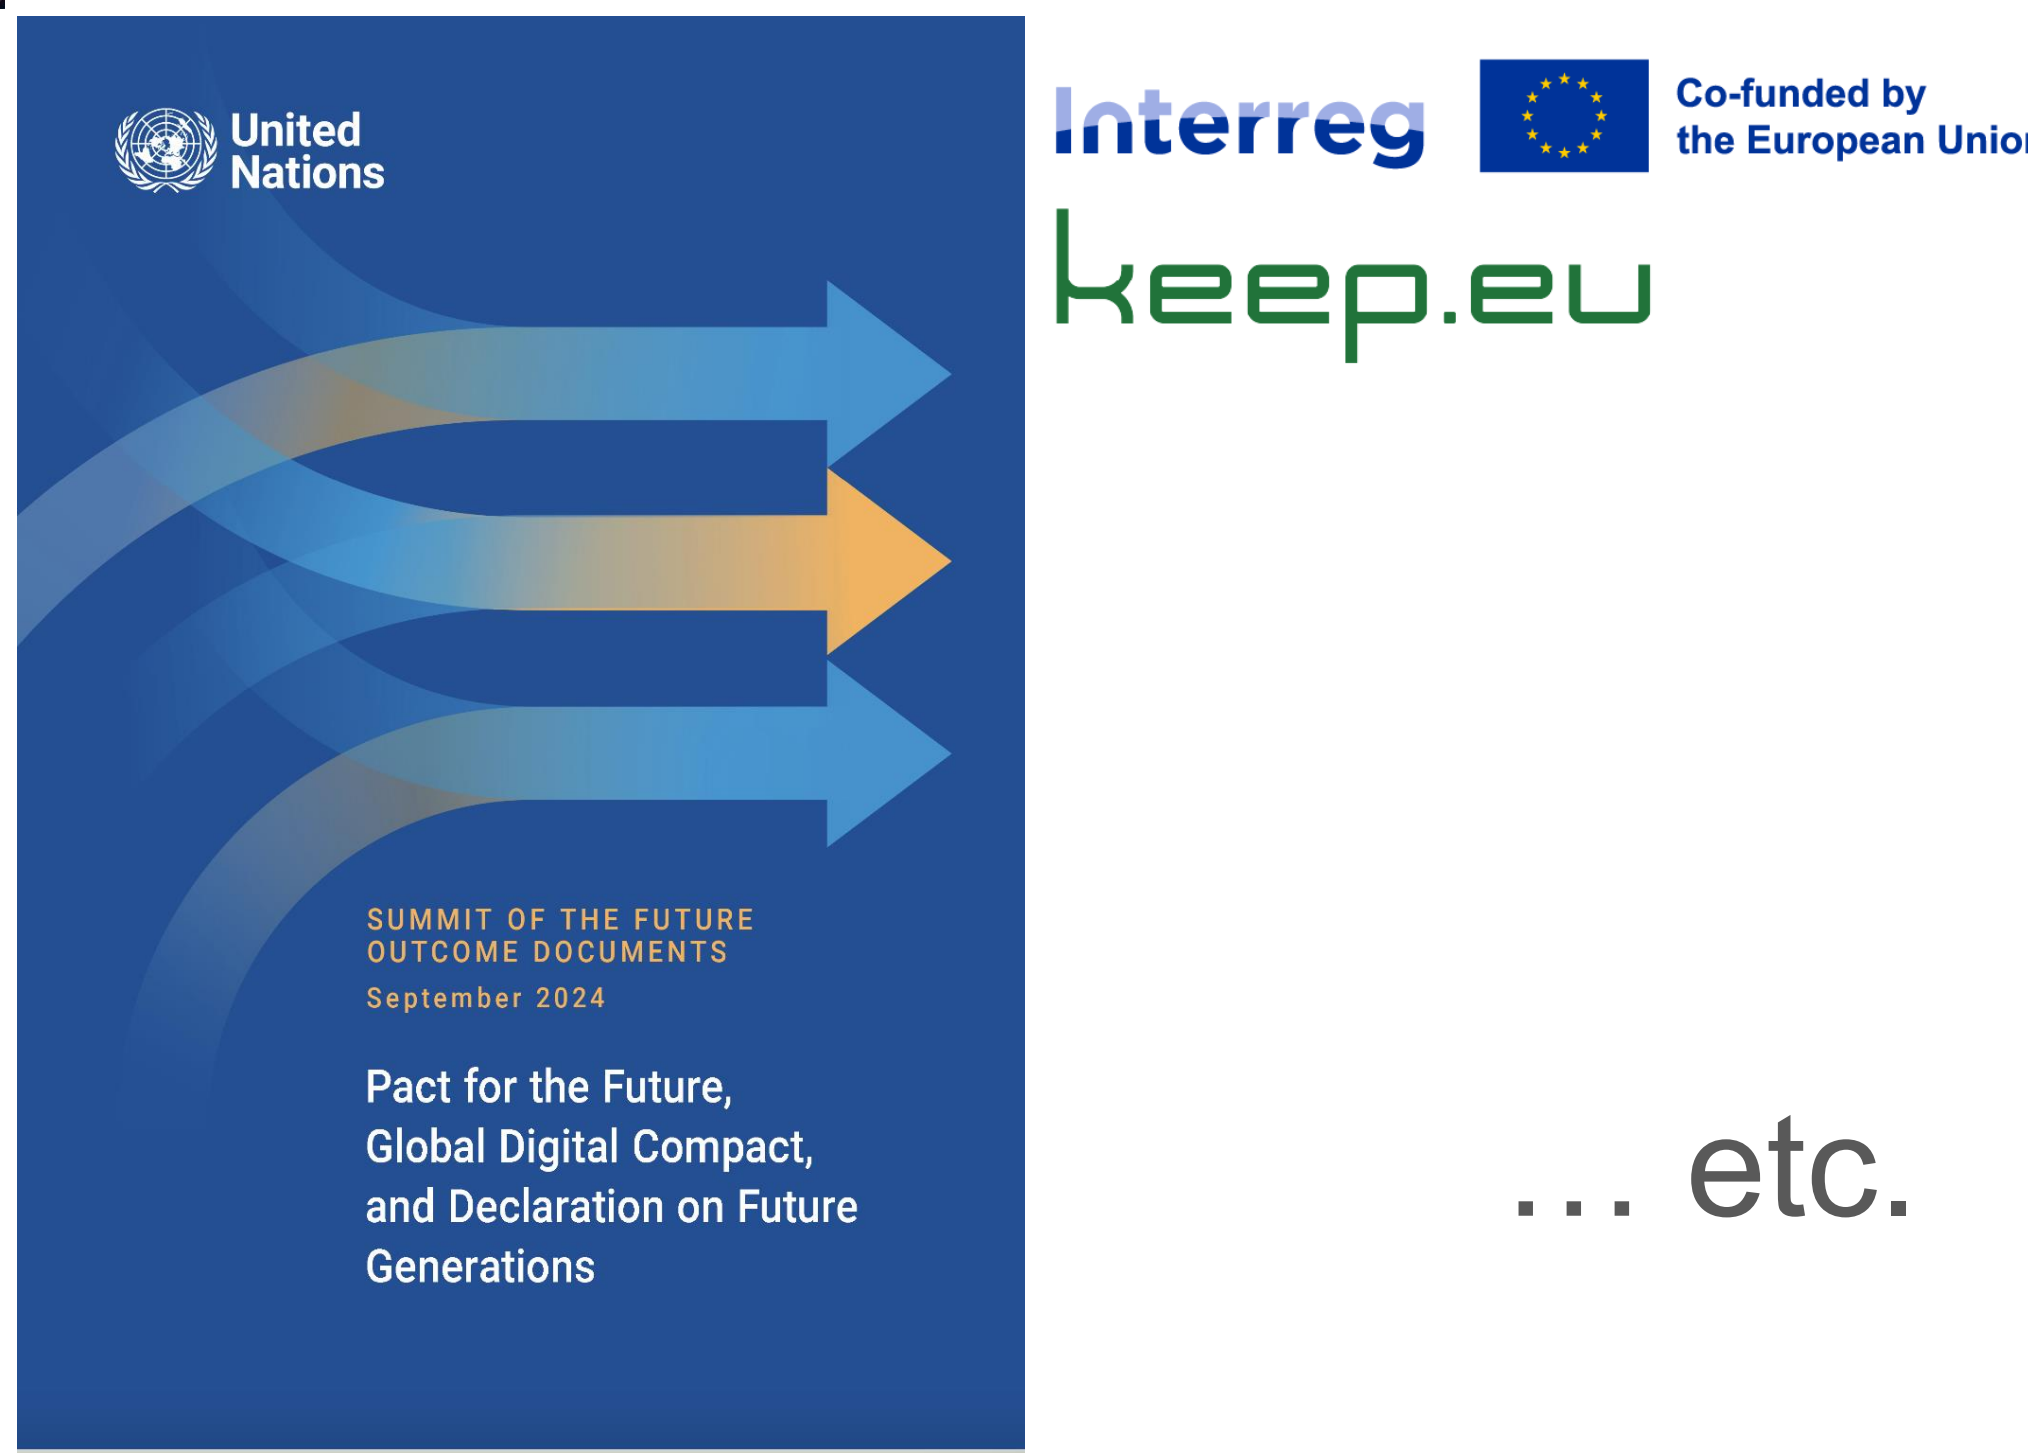 United
Nations
SUMMIT OF THE FUTURE
OUTCOME DOCUMENTS
September 2024
Pact for the Future,
Global Digital Compact,
and Declaration on Future
Generations
Interreg
Co-funded by
the European Union
keep.eu
... etc.